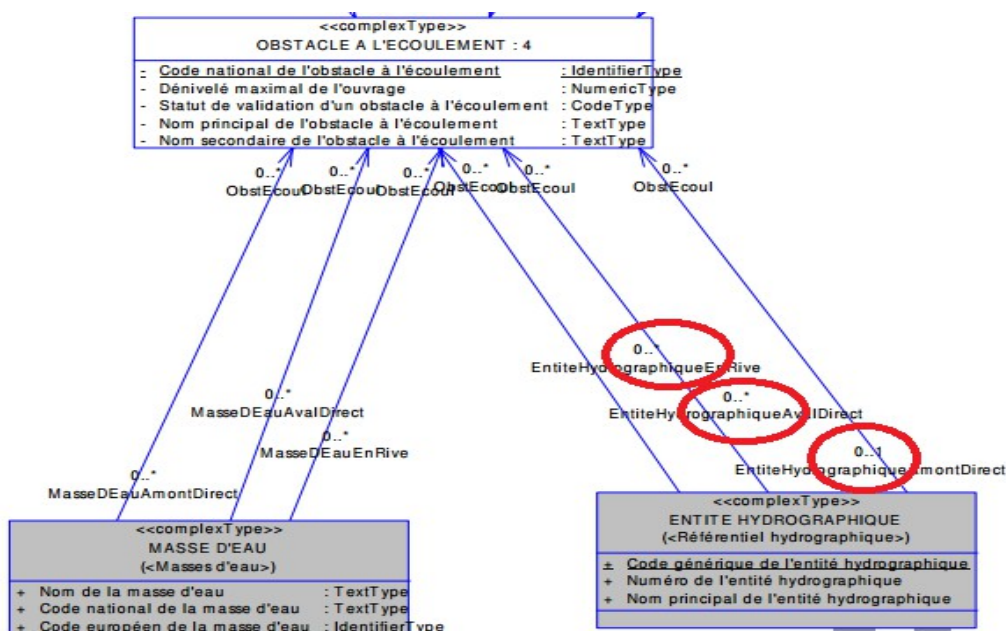 <<complexType>>
OBSTACLE A L'ECOULEMENT : 4
- Code national de l'obstacle à l'écoulement : IdentifierType
- Dénivelé maximal de l'ouvrage : NumericType
- Statut de validation d'un obstacle à l'écoulement : CodeType
- Nom principal de l'obstacle à l'écoulement : TextType
- Nom secondaire de l'obstacle à l'écoulement : TextType
0..* 0..* 0..* 0..* 0..* 0..*
ObstEcoul ObstEcoul ObstEcoul ObstEcoul ObstEcoul ObstEcoul
0..*
EntiteHydrographiqueEnRive
0..* 0..*
MasseDEauAvalDirect EntiteHydrographiqueAvalDirect
0..*
MasseDEauEnRive
0..1
EntiteHydrographiqueAmontDirect
0..*
MasseDEauAmontDirect
<<complexType>>
MASSE D'EAU
(<Masses d'eau>)
+ Nom de la masse d'eau : TextType
+ Code national de la masse d'eau : TextType
+ Code européen de la masse d'eau : IdentifierType
<<complexType>>
ENTITE HYDROGRAPHIQUE
(<Référentiel hydrographique>)
+ Code générique de l'entité hydrographique
+ Numéro de l'entité hydrographique
+ Nom principal de l'entité hydrographique